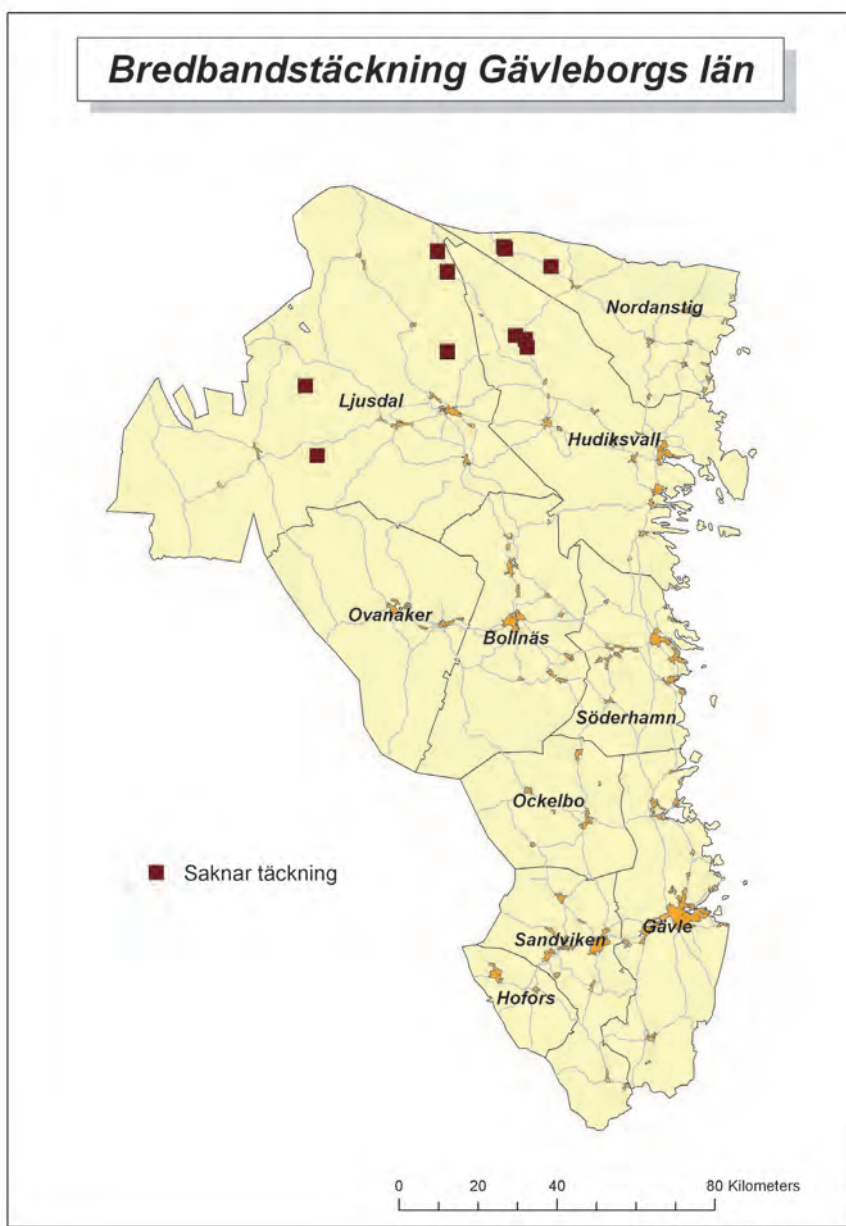 Bredbandstäckning Gävleborgs län
Nordanstig
Ljusdal
Hudiksvall
Ovanåker
Bollnäs
Söderhamn
Ockelbo
Saknar täckning
Gävle
Sandviken
Hofors
0 20 40 80 Kilometers